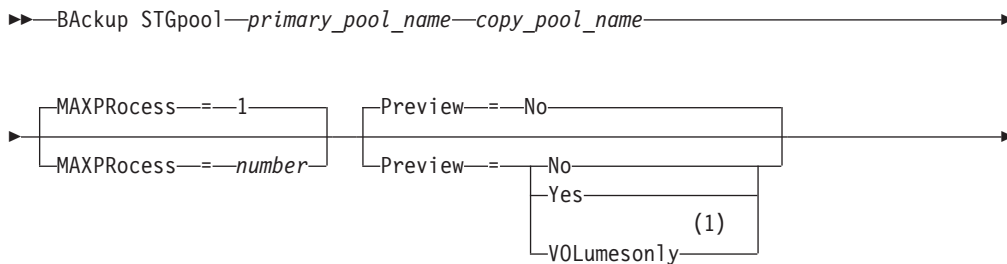 BAckup STGpool primary_pool_name copy_pool_name
MAXPRocess = 1 Preview = No
MAXPRocess = number Preview = No
Yes
(1)
VOLumesonly